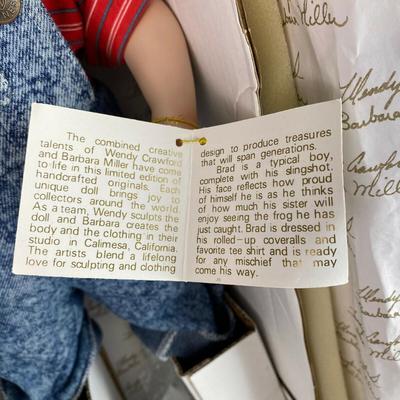 The combined creative
talents of Wendy Crawford
and Barbara Miller have come
to-life in this limited edition of
handcrafted originals. Each
unique doll brings joy to
collectors around the world.
As a team, Wendy sculpts the
doll and Barbara creates the
body and the clothing in their
studio in Calimesa, California.
The artists blend a lifelong
love for sculpting and clothing
design to produce treasures
that will span generations.
Brad is a typical boy,
complete with his slingshot.
His face reflects how proud
of himself he is as he thinks
of how much his sister will
enjoy seeing the frog he has
just caught. Brad is dressed in
his rolled-up coveralls and
favorite tee shirt and is ready
for any mischief that may
come his way.
Miller
Wendy
Barbara
Crawford
Miller
Wendy
Barbara